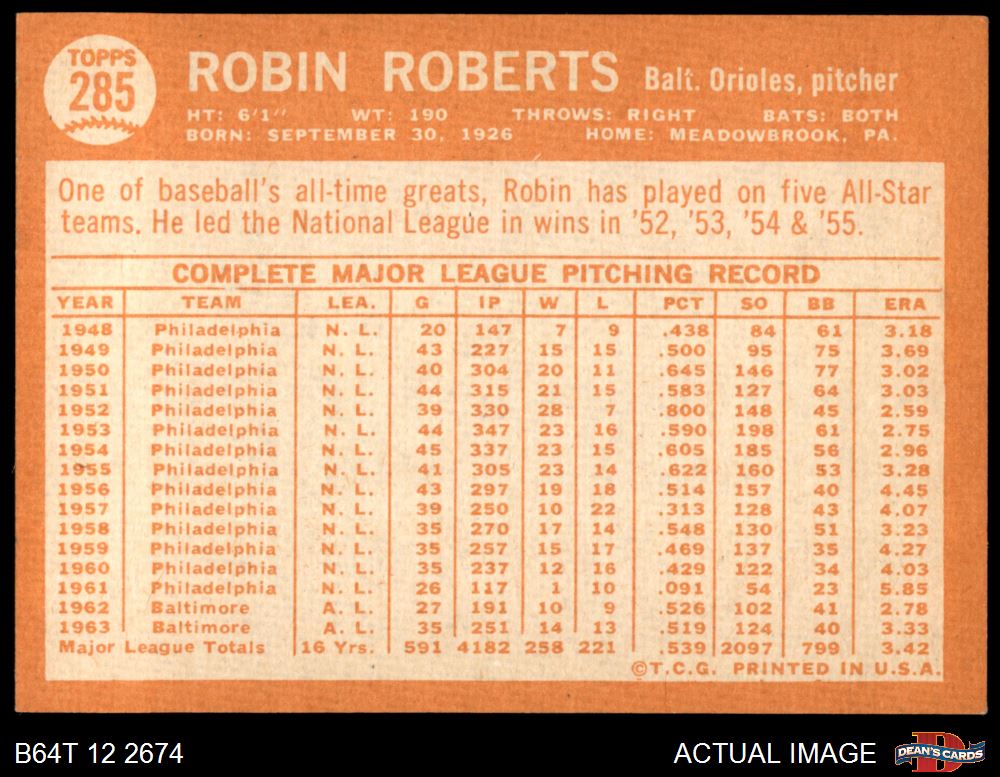 TOPPS
285
ROBIN ROBERTS Balt. Orioles, pitcher
HT: 6'1" WT: 190 THROWS: RIGHT BATS: BOTH
BORN: SEPTEMBER 30, 1926 HOME: MEADOWBROOK, PA.
One of baseball's all-time greats, Robin has played on five All-Star
teams. He led the National League in wins in '52, '53, '54 & '55.
COMPLETE MAJOR LEAGUE PITCHING RECORD
YEAR TEAM LEA. G IP W L PCT SO BB ERA
1948 Philadelphia N. L. 20 147 7 9 .438 84 61 3.18
1949 Philadelphia N. L. 43 227 15 15 .500 95 75 3.69
1950 Philadelphia N. L. 40 304 20 11 .645 146 77 3.02
1951 Philadelphia N. L. 44 315 21 15 .583 127 64 3.03
1952 Philadelphia N. L. 39 330 28 7 .800 148 45 2.59
1953 Philadelphia N. L. 44 347 23 16 .590 198 61 2.75
1954 Philadelphia N. L. 45 337 23 15 .605 185 56 2.96
1955 Philadelphia N. L. 41 305 23 14 .622 160 53 3.28
1956 Philadelphia N. L. 43 297 19 18 .514 157 40 4.45
1957 Philadelphia N. L. 39 250 10 22 .313 128 43 4.07
1958 Philadelphia N. L. 35 270 17 14 .548 130 51 3.23
1959 Philadelphia N. L. 35 257 15 17 .469 137 35 4.27
1960 Philadelphia N. L. 35 237 12 16 .429 122 34 4.03
1961 Philadelphia N. L. 26 117 1 10 .091 54 23 5.85
1962 Baltimore A. L. 27 191 10 9 .526 102 41 2.78
1963 Baltimore A. L. 35 251 14 13 .519 124 40 3.33
Major League Totals 16 Yrs. 591 4182 258 221 .539 2097 799 3.42
©T.C.G. PRINTED IN U.S.A.
B64T 12 2674 ACTUAL IMAGE DEAN'S CARDS